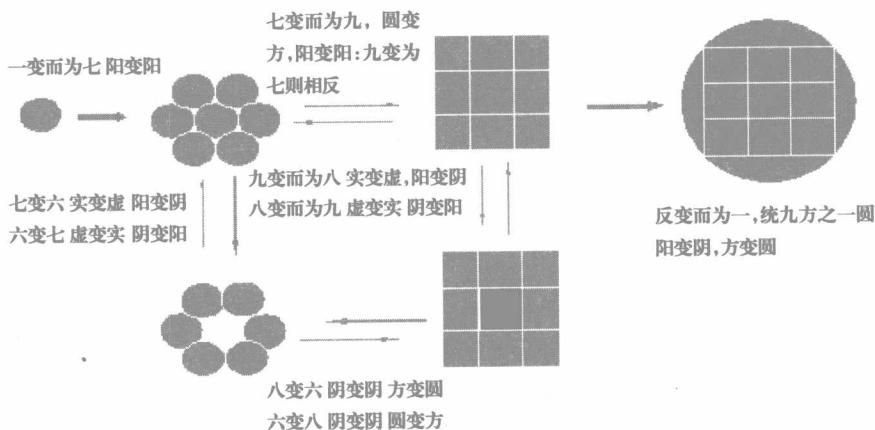 七变而为九，圆变
方，阳变阳：九变为
七则相反
一变而为七 阳变阳
九变而为八 实变虚，阳变阴
八变而为九 虚变实 阴变阳
七变六 实变虚 阳变阴
六变七 虚变实 阴变阳
反变而为一，统九方之一圆
阳变阴，方变圆
八变六 阴变阴 方变圆
六变八 阴变阴 圆变方